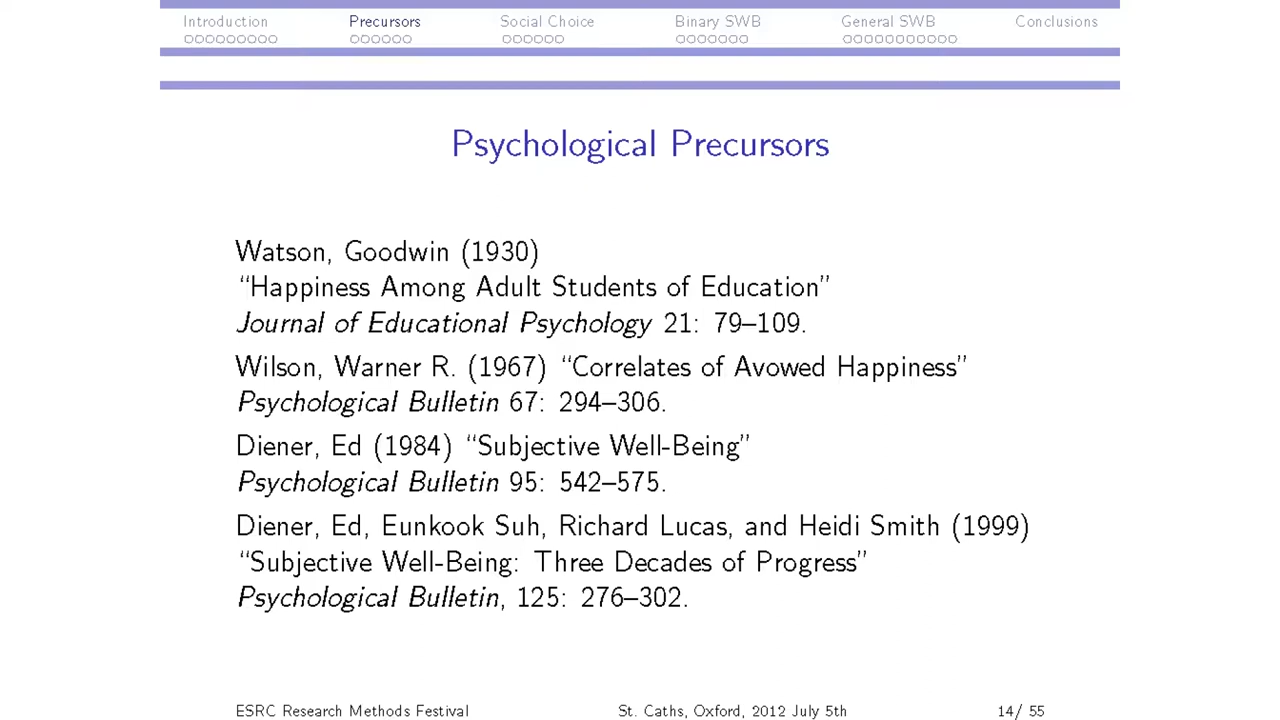 Introduction Precursors Social Choice Binary SWB General SWB Conclusions
Psychological Precursors
Watson, Goodwin (1930)
“Happiness Among Adult Students of Education”
Journal of Educational Psychology 21: 79–109.
Wilson, Warner R. (1967) “Correlates of Avowed Happiness”
Psychological Bulletin 67: 294–306.
Diener, Ed (1984) “Subjective Well-Being”
Psychological Bulletin 95: 542–575.
Diener, Ed, Eunkook Suh, Richard Lucas, and Heidi Smith (1999)
“Subjective Well-Being: Three Decades of Progress”
Psychological Bulletin, 125: 276–302.
ESRC Research Methods Festival St. Caths, Oxford, 2012 July 5th 14/ 55